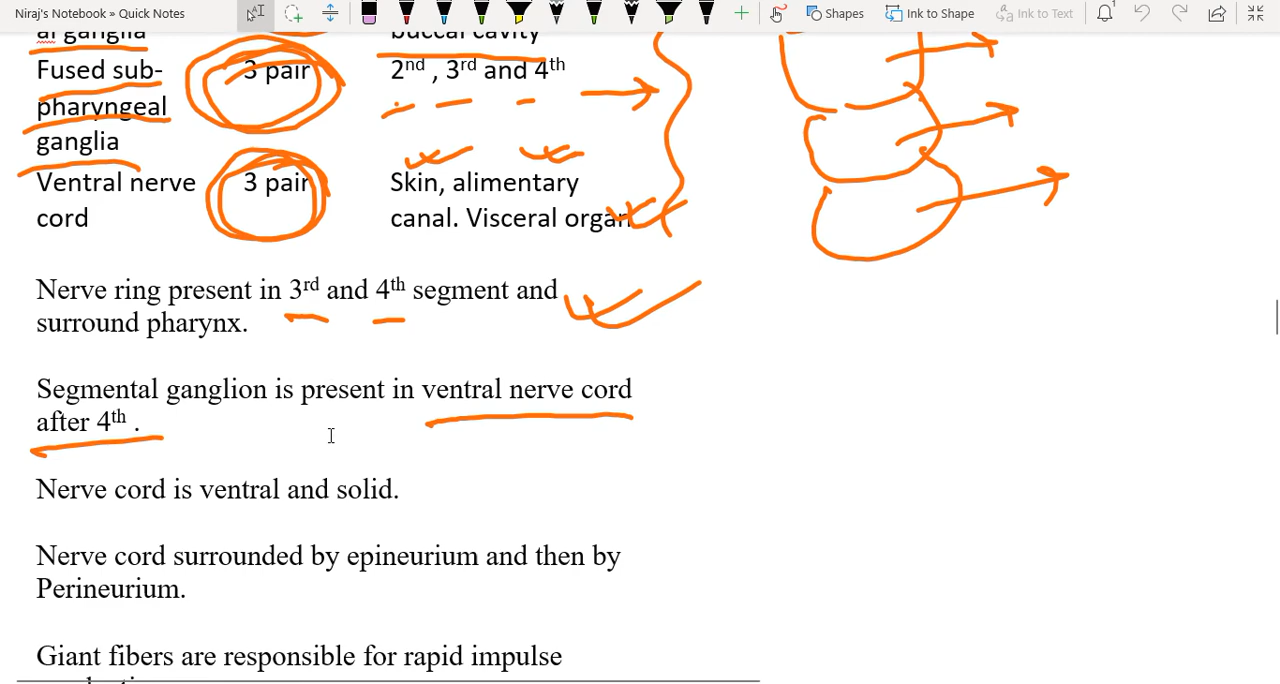 Niraj's Notebook » Quick Notes
Shapes Ink to Shape Ink to Text 1
al ganglia buccal cavity
Fused sub- 3 pair 2nd , 3rd and 4th
pharyngeal
ganglia
Ventral nerve 3 pair Skin, alimentary
cord canal. Visceral organ
Nerve ring present in 3rd and 4th segment and
surround pharynx.
Segmental ganglion is present in ventral nerve cord
after 4th .
Nerve cord is ventral and solid.
Nerve cord surrounded by epineurium and then by
Perineurium.
Giant fibers are responsible for rapid impulse